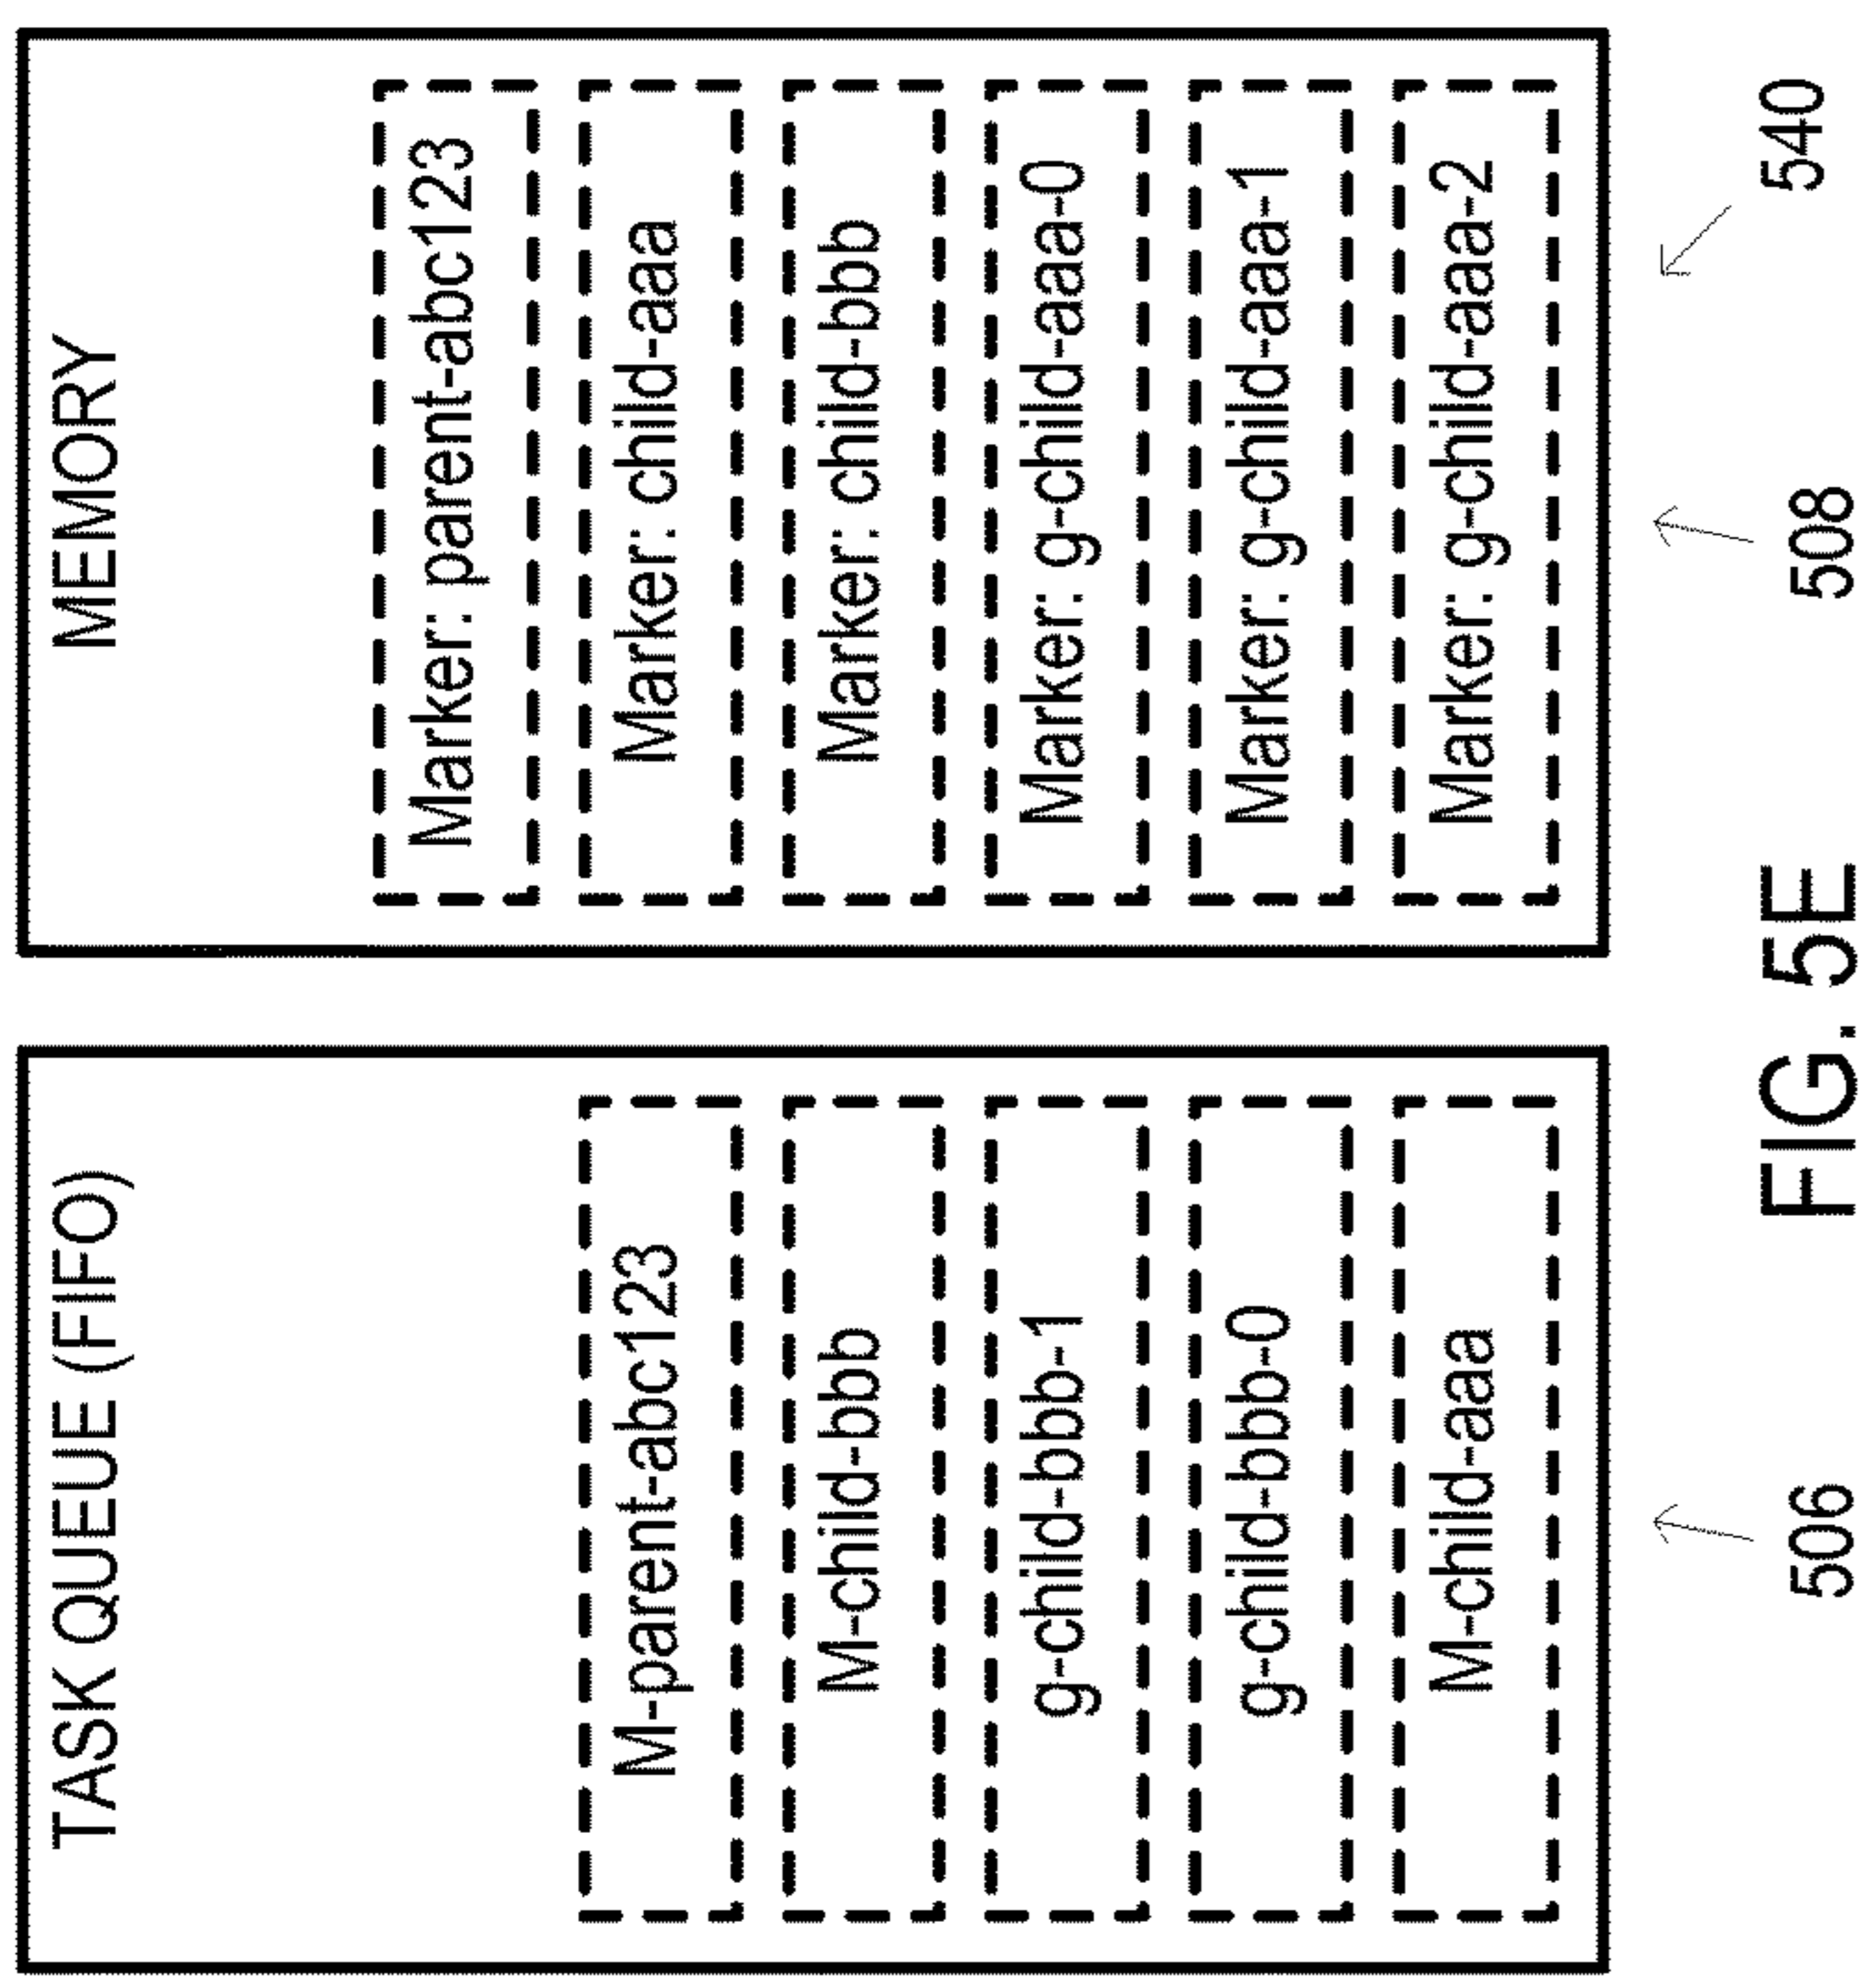 TASK QUEUE (FIFO)
M-parent-abc123
M-child-bbb
g-child-bbb-1
g-child-bbb-0
M-child-aaa
506
MEMORY
Marker: parent-abc123
Marker: child-aaa
Marker: child-bbb
Marker: g-child-aaa-0
Marker: g-child-aaa-1
Marker: g-child-aaa-2
508
540
FIG. 5E